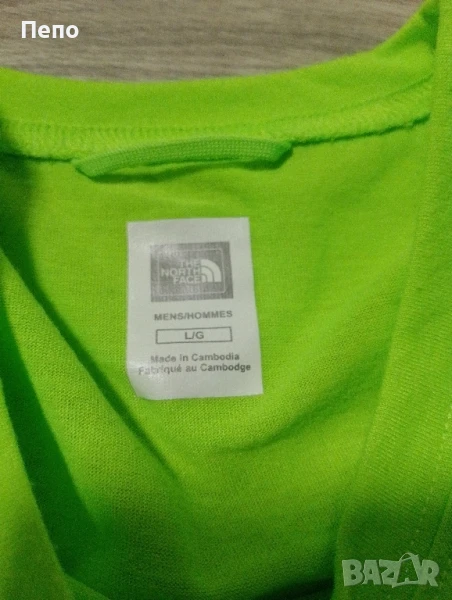 Пепо
THE
NORTH
FACE
MENS/HOMMES
L/G
Made in Cambodia
Fabriqué au Cambodge
BAZAR